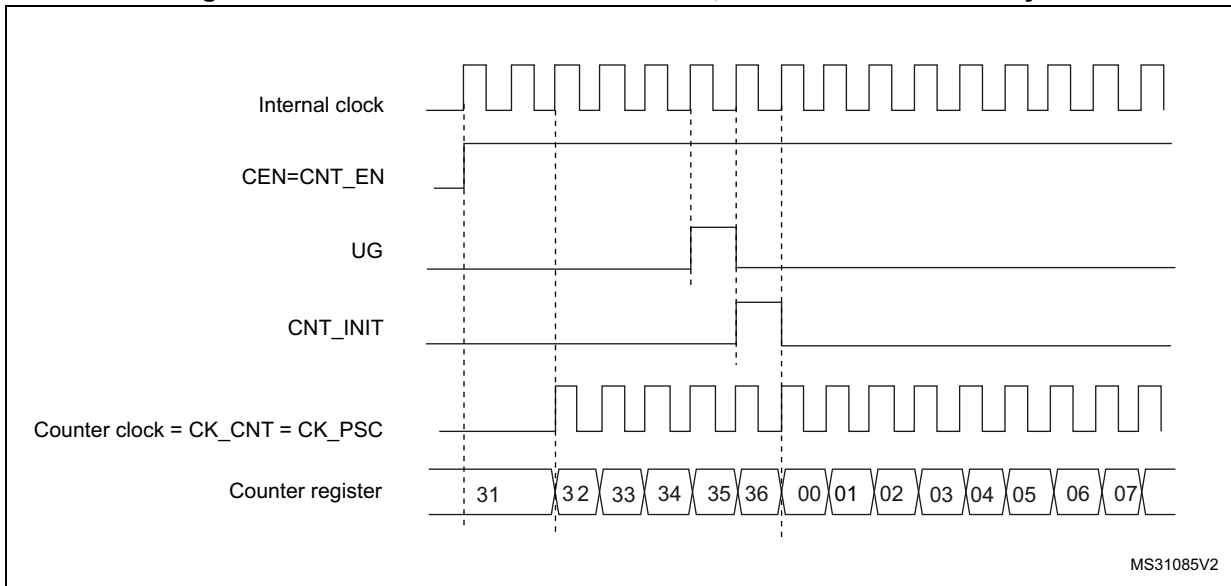 Internal clock
CEN=CNT_EN
UG
CNT_INIT
Counter clock = CK_CNT = CK_PSC
Counter register 31 32 33 34 35 36 00 01 02 03 04 05 06 07
MS31085V2